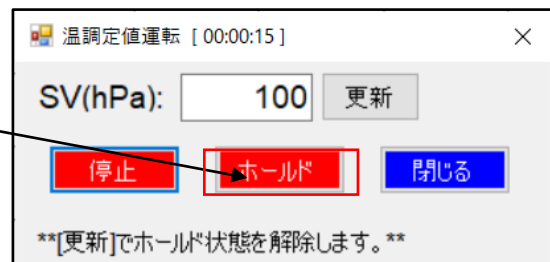 温調定値運転 [ 00:00:15 ]
SV(hPa): 100 更新
停止 ホールド 閉じる
**[更新]でホールド状態を解除します。**